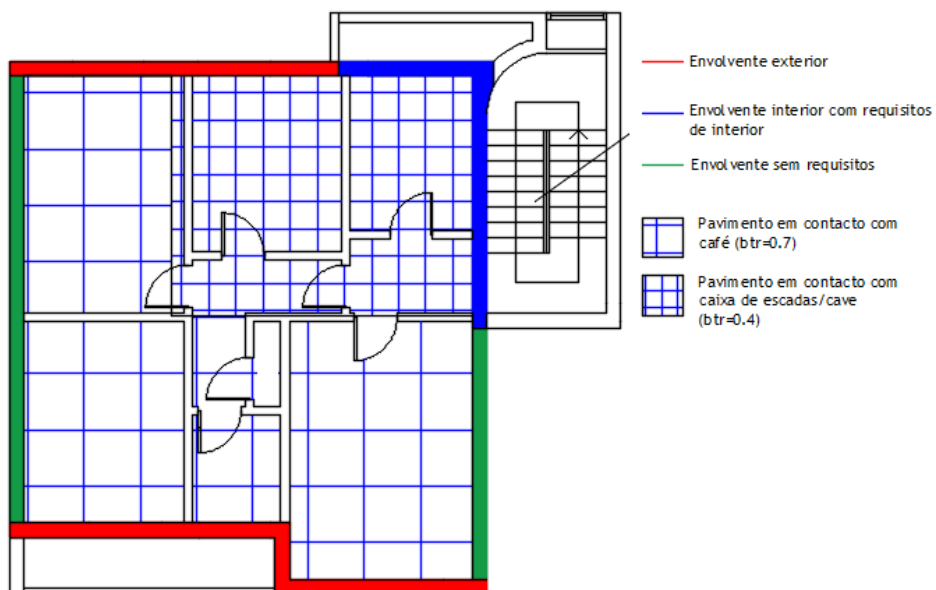 Envolvente exterior
Envolvente interior com requisitos
de interior
Envolvente sem requisitos
Pavimento em contacto com
café (btr=0.7)
Pavimento em contacto com
caixa de escadas/cave
(btr=0.4)